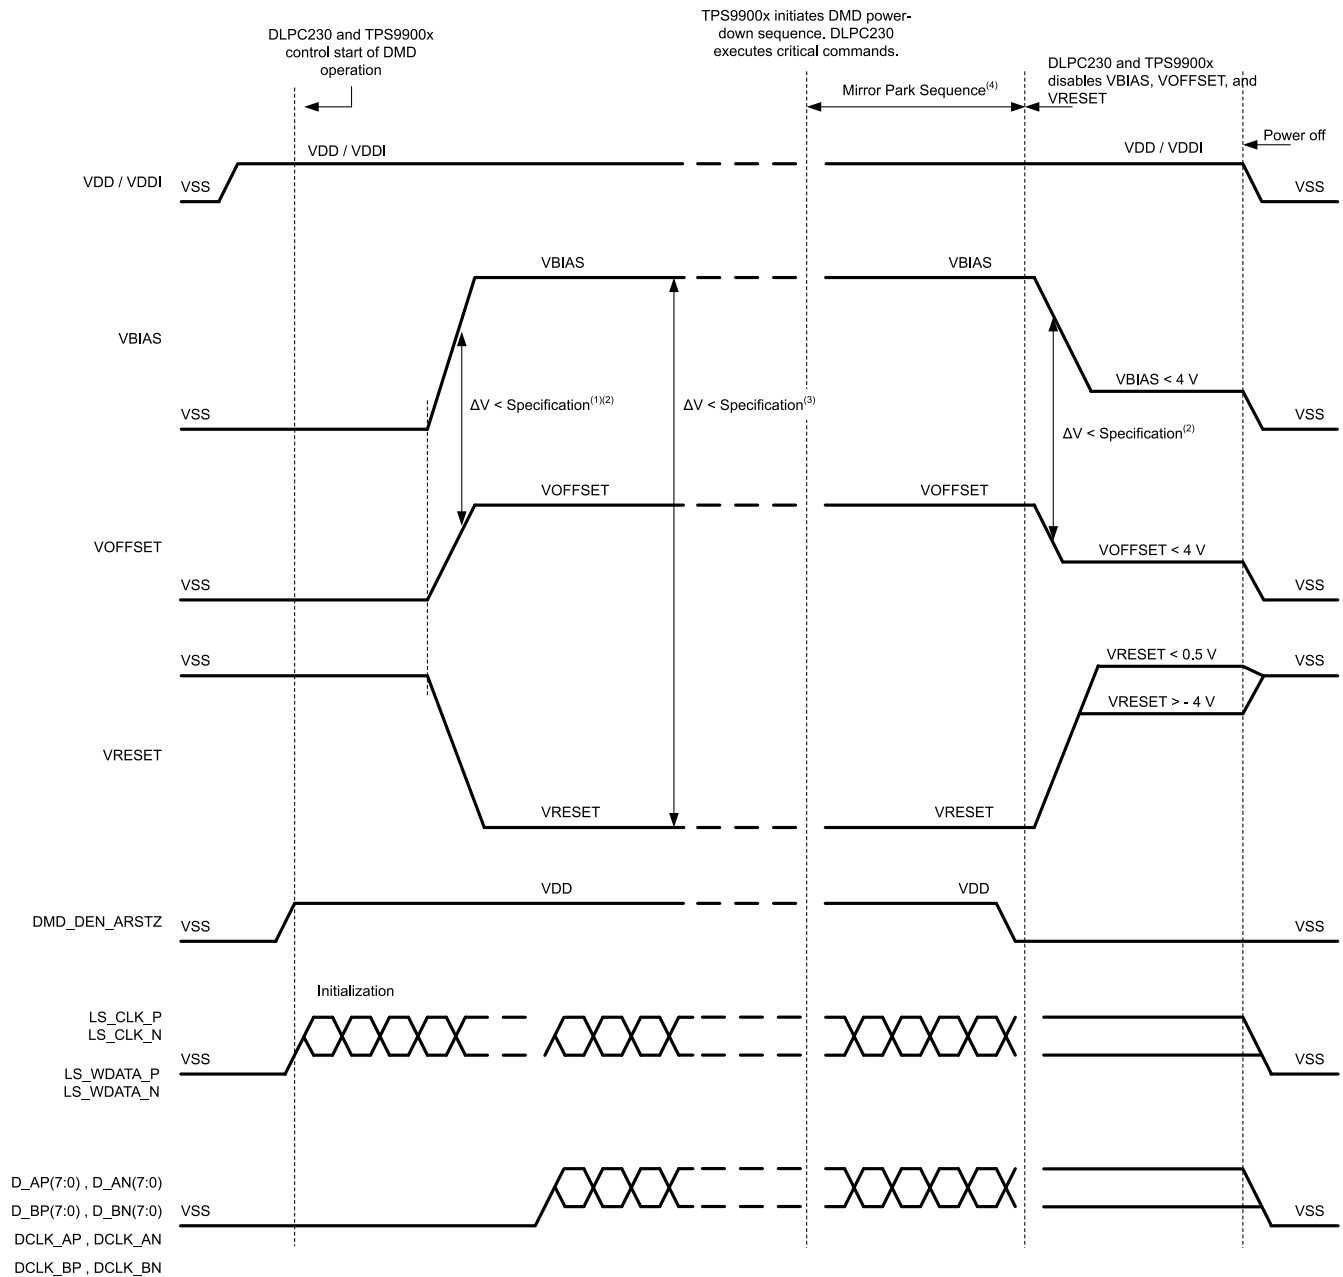 DLPC230 and TPS9900x
control start of DMD
operation
TPS9900x initiates DMD power-
down sequence. DLPC230
executes critical commands.
DLPC230 and TPS9900x
disables VBIAS, VOFFSET, and
VRESET
Mirror Park Sequence(4)
Power off
VDD / VDDI
VSS
VDD / VDDI
VDD / VDDI
VSS
VBIAS
VSS
VBIAS
VBIAS
VBIAS < 4 V
VSS
ΔV < Specification(1)(2)
ΔV < Specification(3)
ΔV < Specification(2)
VOFFSET
VSS
VOFFSET
VOFFSET
VOFFSET < 4 V
VSS
VRESET
VSS
VRESET
VRESET
VRESET < 0.5 V
VRESET > - 4 V
VSS
DMD_DEN_ARSTZ
VSS
VDD
VDD
VSS
Initialization
LS_CLK_P
LS_CLK_N
VSS
VSS
LS_WDATA_P
LS_WDATA_N
D_AP(7:0) , D_AN(7:0)
D_BP(7:0) , D_BN(7:0)
VSS
VSS
DCLK_AP , DCLK_AN
DCLK_BP , DCLK_BN